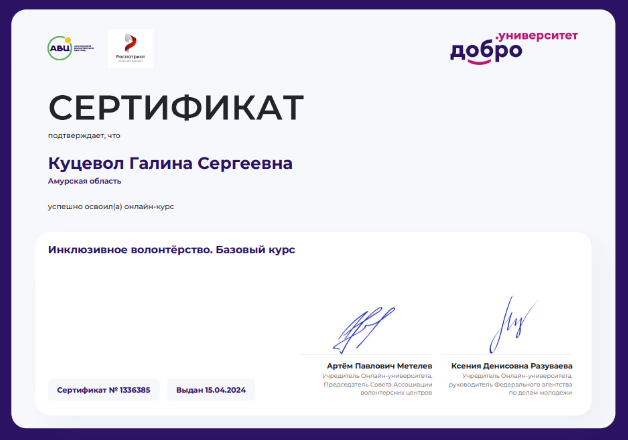 АВЦ
Роспатриот
.университет
добро
СЕРТИФИКАТ
подтверждает, что
Куцевол Галина Сергеевна
Амурская область
успешно освоил(а) онлайн-курс
Инклюзивное волонтёрство. Базовый курс
Артём Павлович Метелев
Учредитель Онлайн-университета,
Председатель Совета Ассоциации
волонтерских центров
Ксения Денисовна Разуваева
Учредитель Онлайн-университета,
руководитель Федерального агентства
по делам молодежи
Сертификат № 1336385
Выдан 15.04.2024